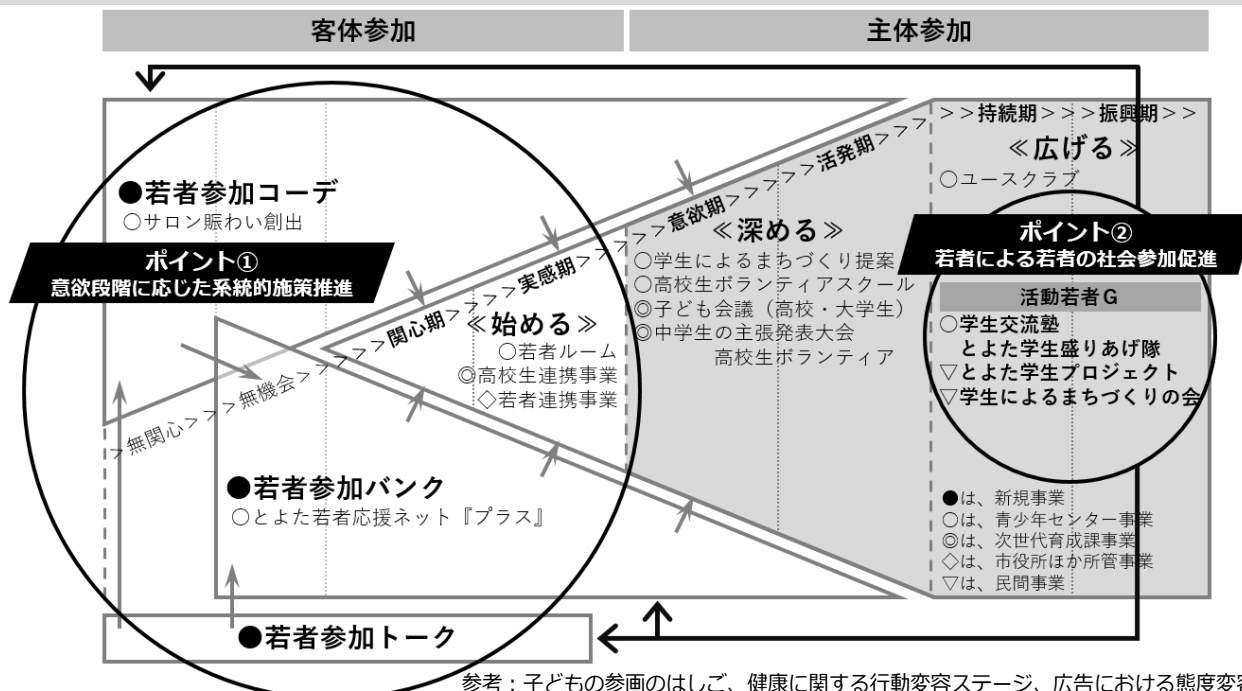 客体参加
主体参加
>>持続期>>>振興期>>
≪広げる≫
○ユースクラブ
●若者参加コーデ
○サロン賑わい創出
ポイント①
意欲段階に応じた系統的施策推進
>無関心>>>無機会>>>>関心期>>>>実感期>>>>>意欲期>>>>>活発期>>>
≪始める≫
○若者ルーム
◎高校生連携事業
◇若者連携事業
≪深める≫
○学生によるまちづくり提案
○高校生ボランティアスクール
◎子ども会議（高校・大学生）
◎中学生の主張発表大会
高校生ボランティア
ポイント②
若者による若者の社会参加促進
活動若者G
○学生交流塾
とよた学生盛りあげ隊
▽とよた学生プロジェクト
▽学生によるまちづくりの会
●若者参加バンク
○とよた若者応援ネット『プラス』
●は、新規事業
○は、青少年センター事業
◎は、次世代育成課事業
◇は、市役所ほか所管事業
▽は、民間事業
●若者参加トーク
参考：子どもの参画のはしご、健康に関する行動変容ステージ、広告における態度変容